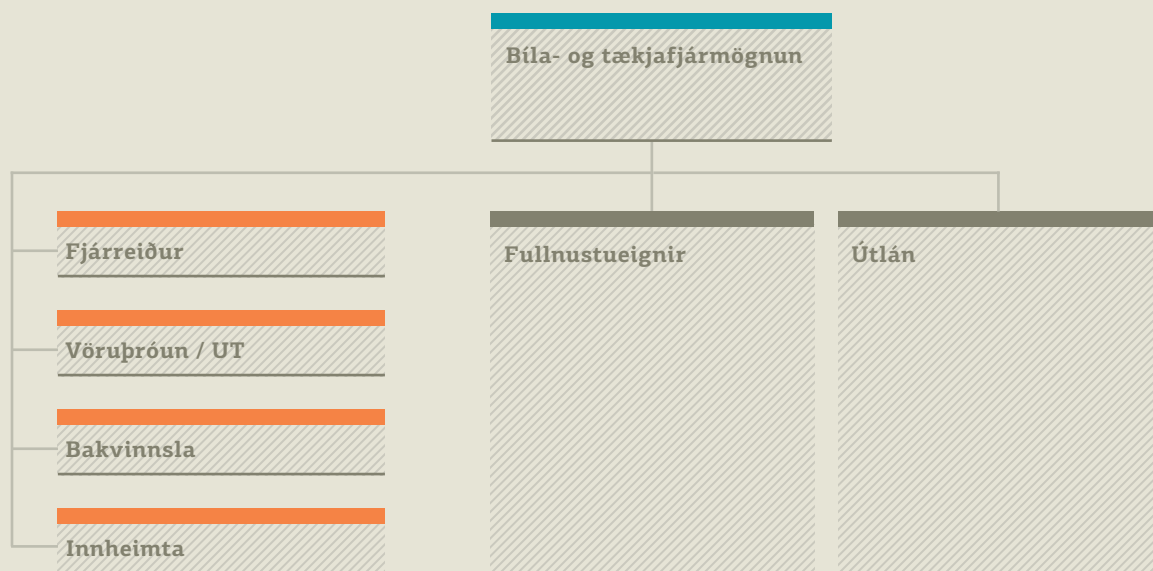 Bíla- og tækjafjármögnun
Fjárreiður
Fullnustueignir
Útlán
Vöruþróun / UT
Bakvinnsla
Innheimta